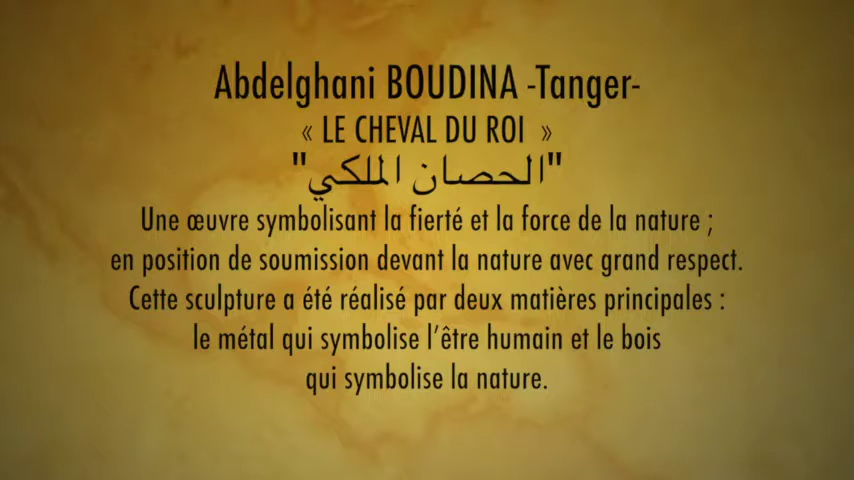 Abdelghani BOUDINA -Tanger-
« LE CHEVAL DU ROI »
"الحصان الملكي"
Une œuvre symbolisant la fierté et la force de la nature ;
en position de soumission devant la nature avec grand respect.
Cette sculpture a été réalisé par deux matières principales :
le métal qui symbolise l’être humain et le bois
qui symbolise la nature.